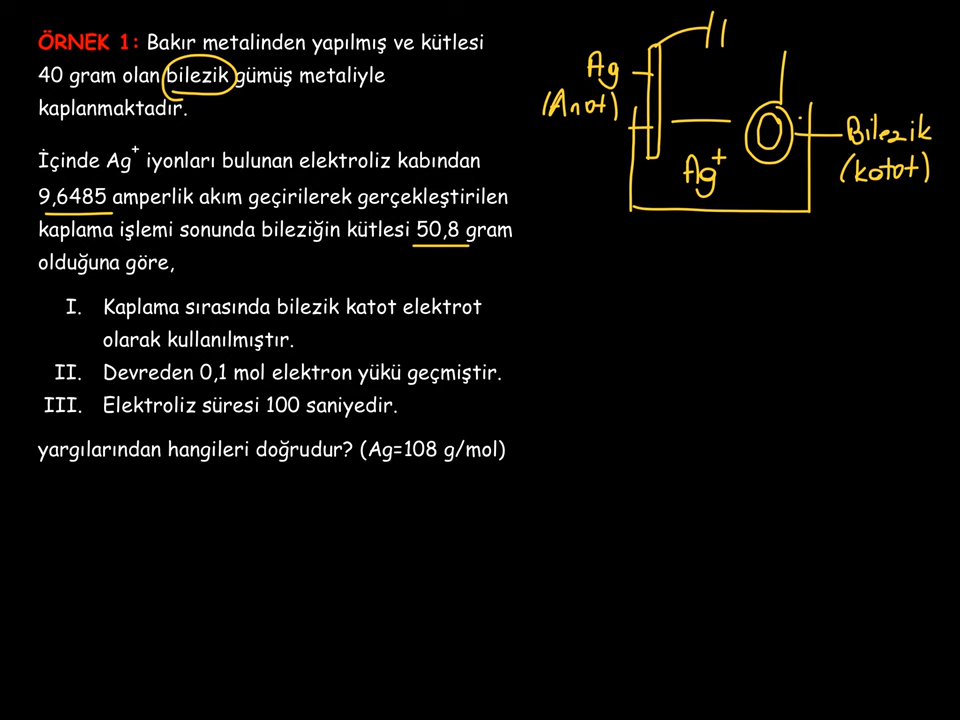 ÖRNEK 1: Bakır metalinden yapılmış ve kütlesi
40 gram olan bilezik gümüş metaliyle
kaplanmaktadır.
İçinde Ag⁺ iyonları bulunan elektroliz kabından
9,6485 amperlik akım geçirilerek gerçekleştirilen
kaplama işlemi sonunda bileziğin kütlesi 50,8 gram
olduğuna göre,
I. Kaplama sırasında bilezik katot elektrot
olarak kullanılmıştır.
II. Devreden 0,1 mol elektron yükü geçmiştir.
III. Elektroliz süresi 100 saniyedir.
yargılarından hangileri doğrudur? (Ag=108 g/mol)
Ag
(Anot)
Ag⁺
Bilezik
(katot)